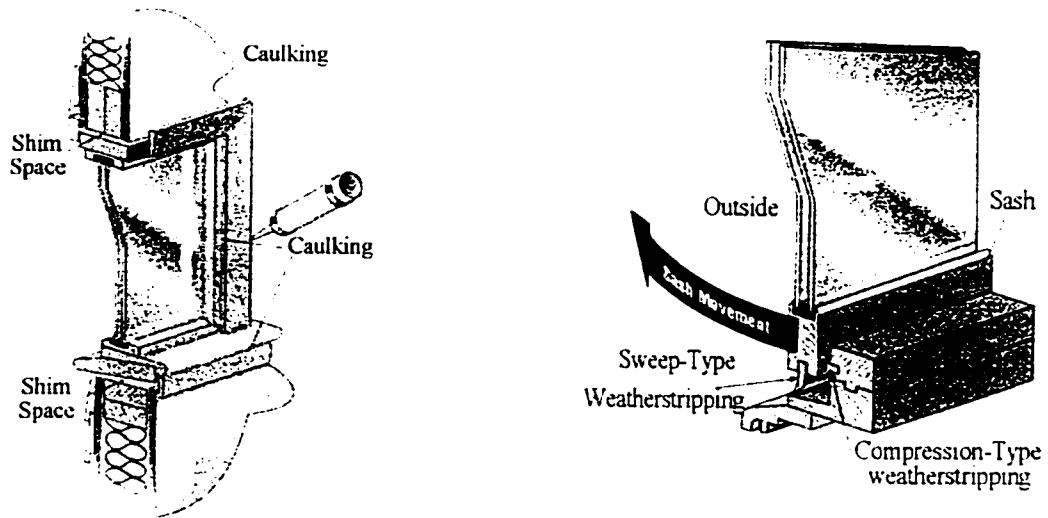 Caulking
Shim
Space
Caulking
Shim
Space
Outside
Sash
Sash Movement
Sweep-Type
Weatherstripping
Compression-Type
weatherstripping